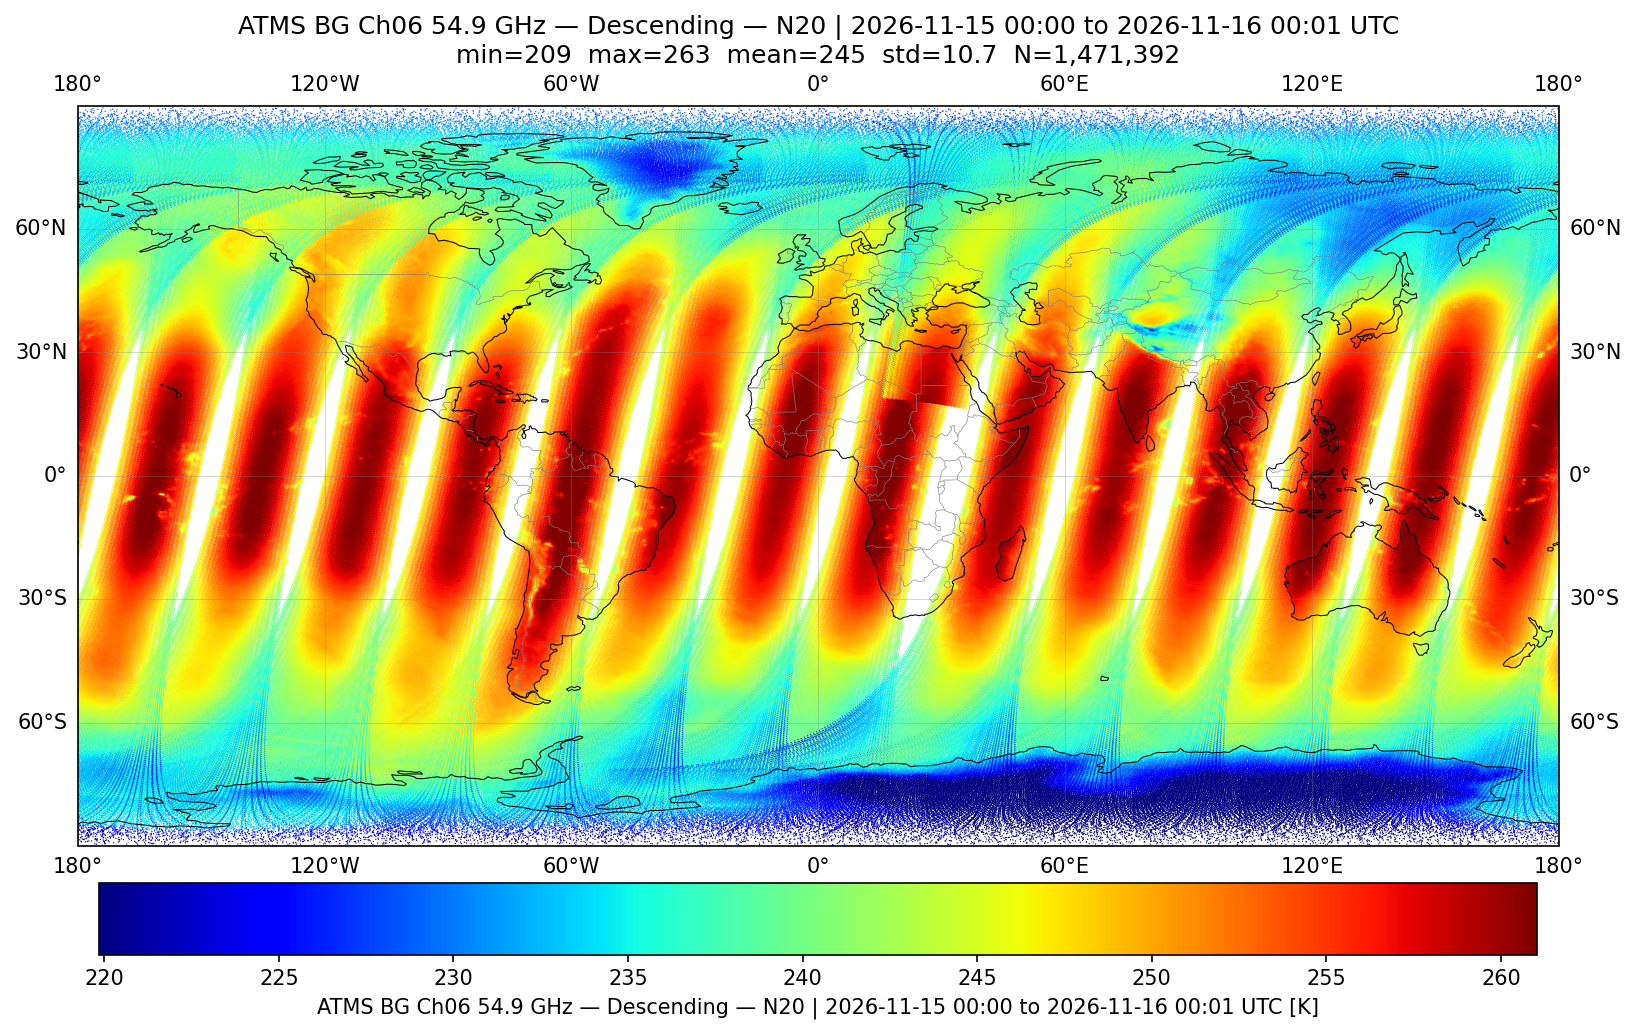 ATMS BG Ch06 54.9 GHz — Descending — N20 | 2026-11-15 00:00 to 2026-11-16 00:01 UTC
min=209 max=263 mean=245 std=10.7 N=1,471,392
180° 120°W 60°W 0° 60°E 120°E 180°
60°N 60°N
30°N 30°N
0° 0°
30°S 30°S
60°S 60°S
180° 120°W 60°W 0° 60°E 120°E 180°
220 225 230 235 240 245 250 255 260
ATMS BG Ch06 54.9 GHz — Descending — N20 | 2026-11-15 00:00 to 2026-11-16 00:01 UTC [K]